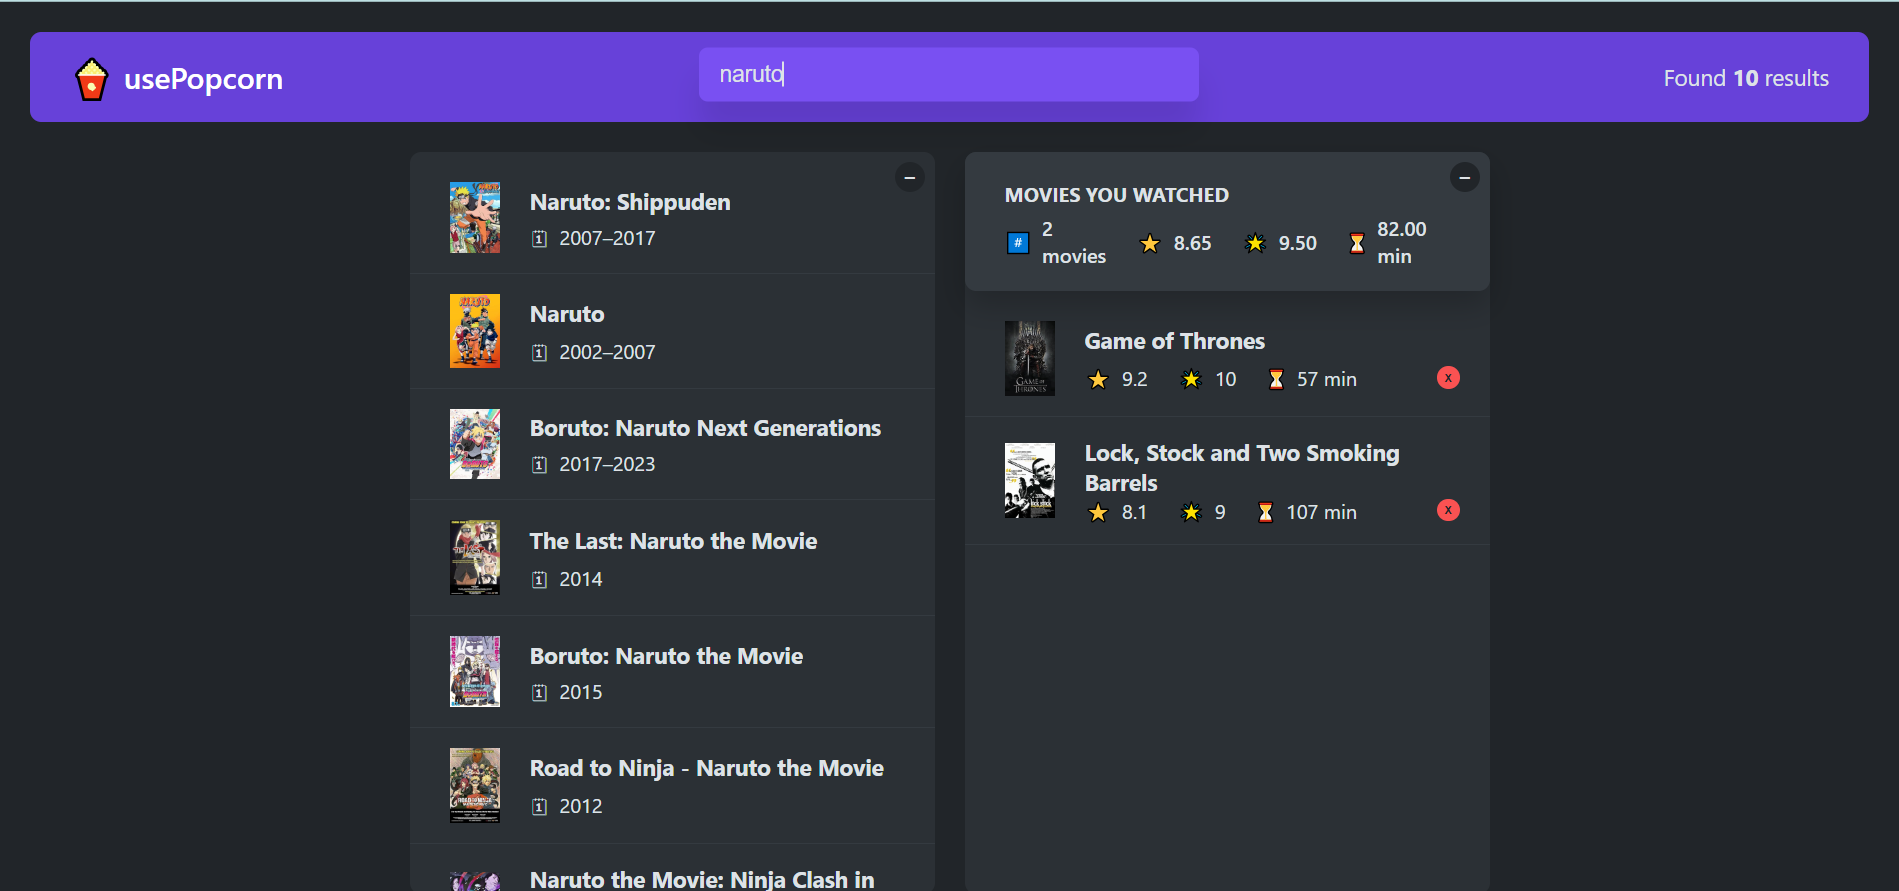 usePopcorn
naruto
Found 10 results
Naruto: Shippuden
2007–2017
Naruto
2002–2007
Boruto: Naruto Next Generations
2017–2023
The Last: Naruto the Movie
2014
Boruto: Naruto the Movie
2015
Road to Ninja - Naruto the Movie
2012
Naruto the Movie: Ninja Clash in
–
MOVIES YOU WATCHED
# 2 movies 8.65 9.50 82.00 min
–
Game of Thrones
9.2 10 57 min
X
Lock, Stock and Two Smoking
Barrels
8.1 9 107 min
X
GAME OF
THRONES